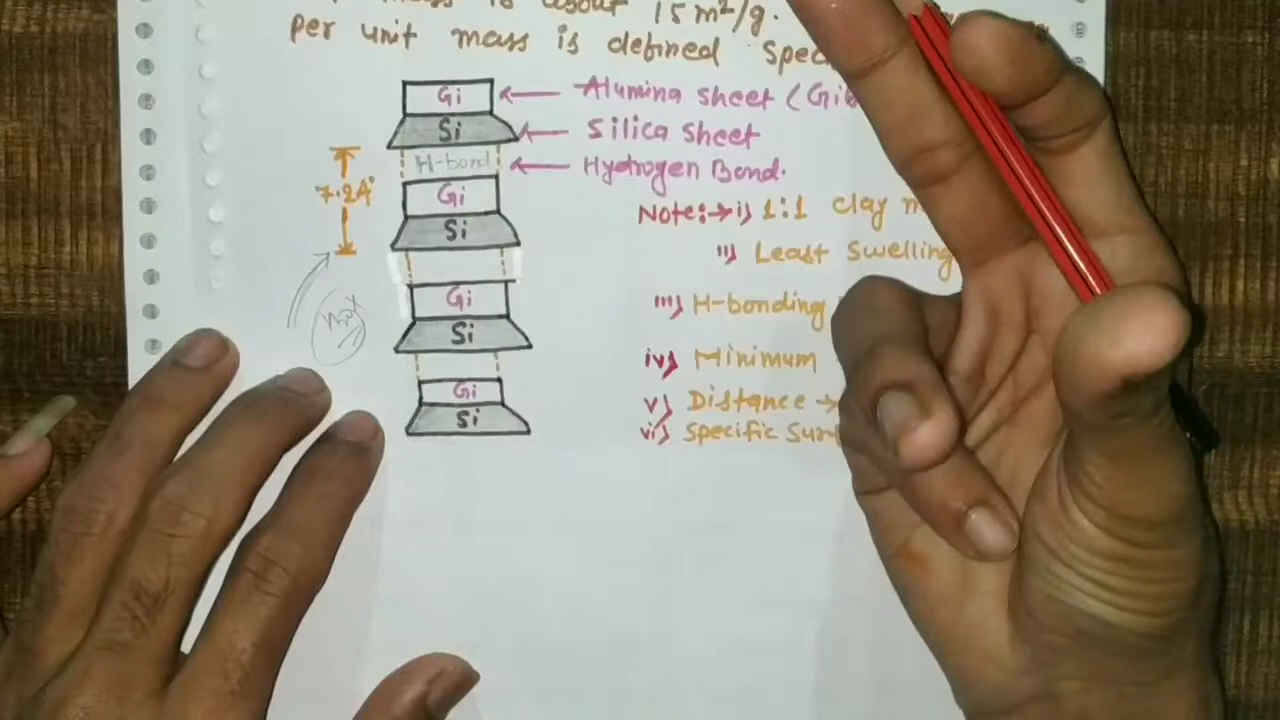 mass is about 15 m²/g.
per unit mass is defined Spec
Gi ← Alumina sheet (Gi
Si ← Silica sheet
H-bond ← Hydrogen Bond.
7.2A°
Gi
Si
Note:→ i) 1:1 clay m
ii) Least Swelling
Gi
Si
iii) H-bonding
iv) Minimum
Gi
Si
v) Distance →
vi) Specific Sur